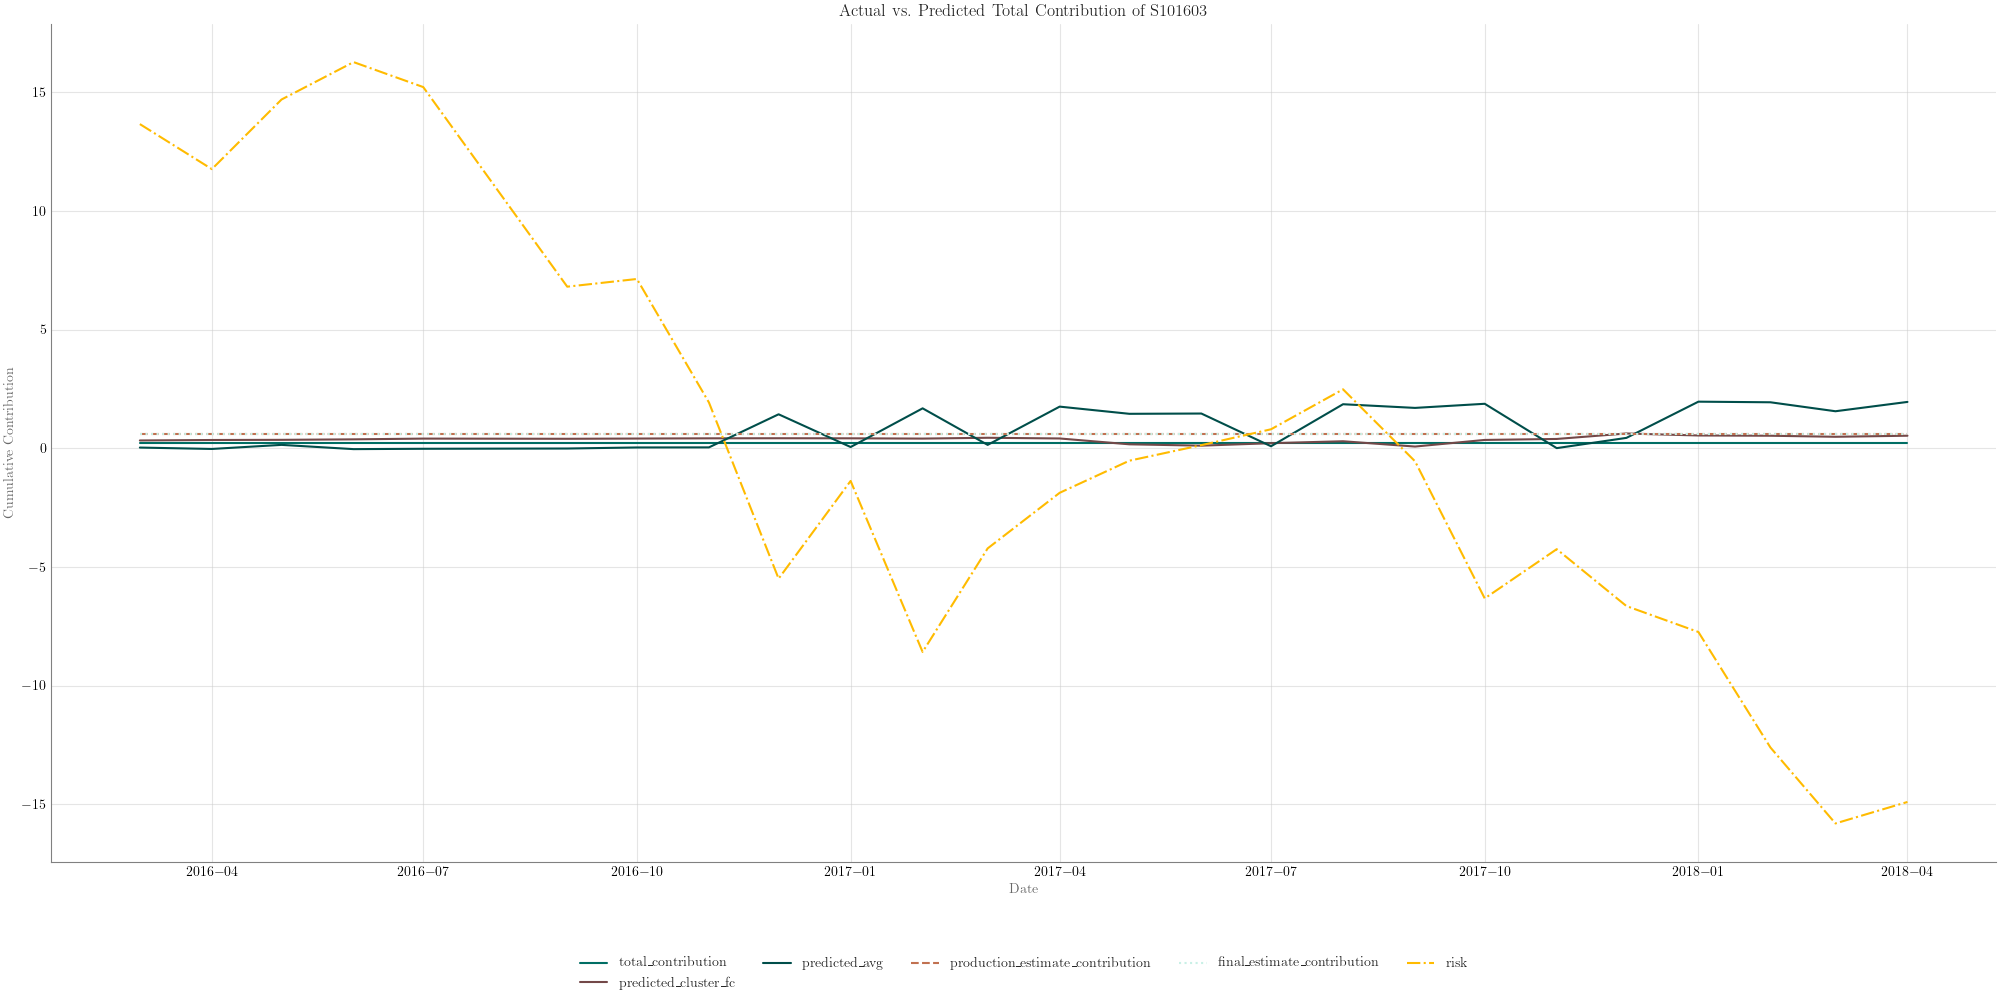 Actual vs. Predicted Total Contribution of S101603
Cumulative Contribution
15
10
5
0
−5
−10
−15
2016−04 2016−07 2016−10 2017−01 2017−04 2017−07 2017−10 2018−01 2018−04
Date
total_contribution predicted_avg production_estimate_contribution final_estimate_contribution risk
predicted_cluster_fc